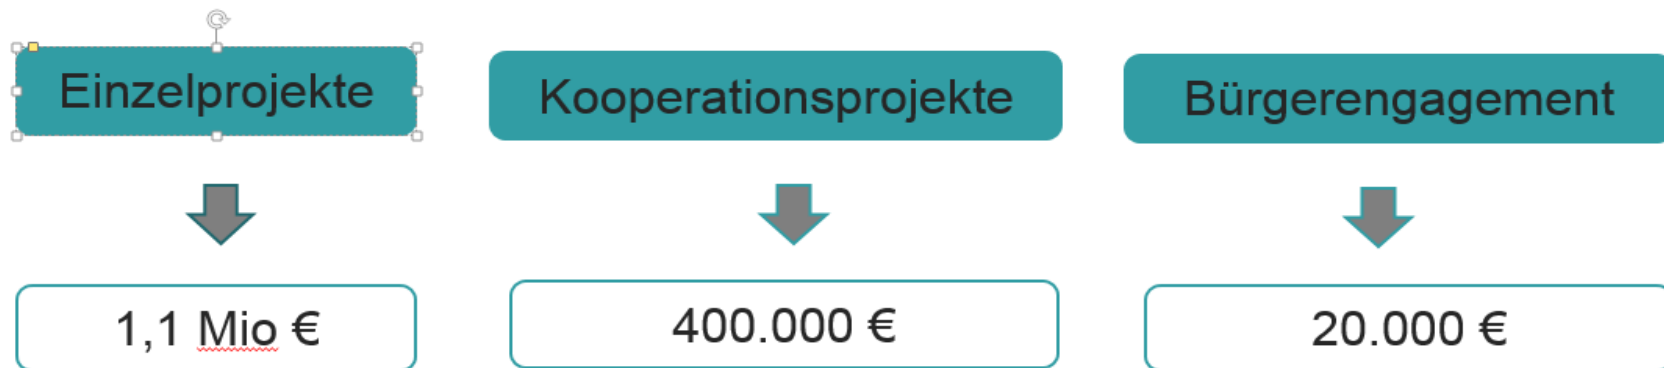 Einzelprojekte
Kooperationsprojekte
Bürgerengagement
1,1 Mio €
400.000 €
20.000 €